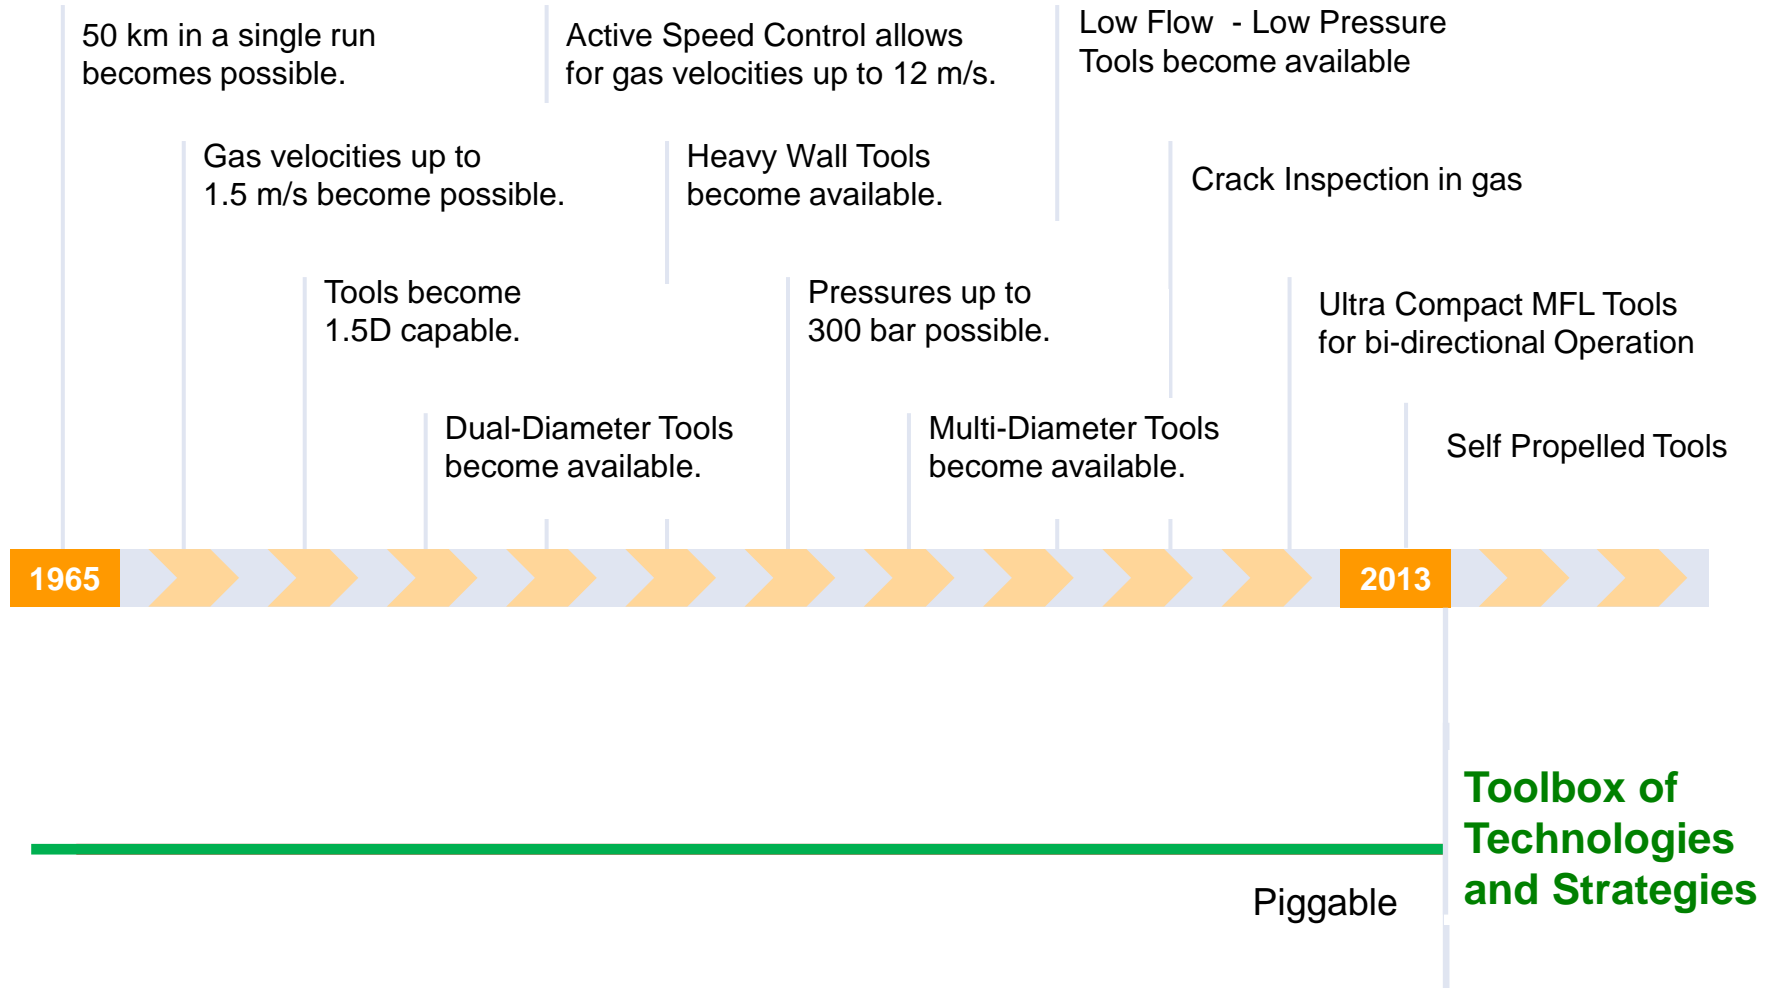 50 km in a single run
becomes possible.
Active Speed Control allows
for gas velocities up to 12 m/s.
Low Flow  - Low Pressure
Tools become available
Gas velocities up to
1.5 m/s become possible.
Heavy Wall Tools
become available.
Crack Inspection in gas
Tools become
1.5D capable.
Pressures up to
300 bar possible.
Ultra Compact MFL Tools
for bi-directional Operation
Dual-Diameter Tools
become available.
Multi-Diameter Tools
become available.
Self Propelled Tools
1965
2013
Toolbox of
Technologies
and Strategies
Piggable